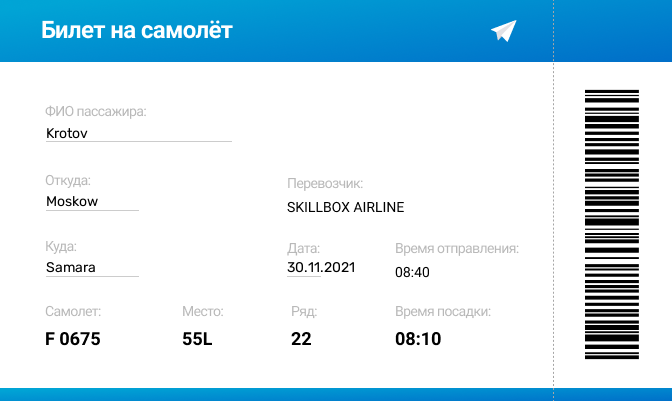 Билет на самолёт
ФИО пассажира:
Krotov
Откуда:
Moskow
Перевозчик:
SKILLBOX AIRLINE
Куда:
Samara
Дата:
30.11.2021
Время отправления:
08:40
Самолет:
F 0675
Место:
55L
Ряд:
22
Время посадки:
08:10